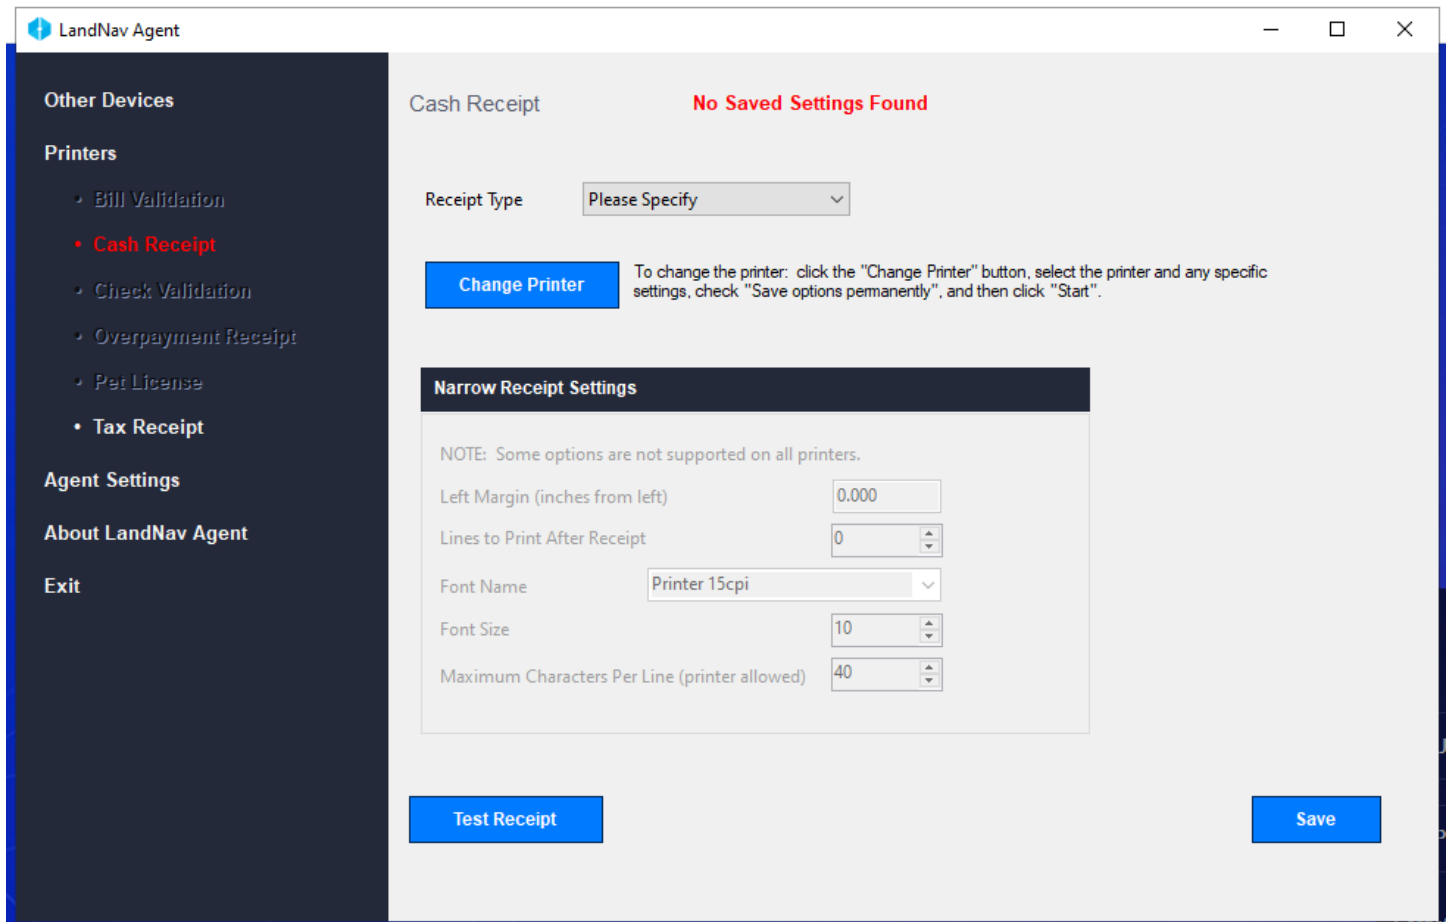 LandNav Agent
Other Devices
Printers
• Bill Validation
• Cash Receipt
• Check Validation
• Overpayment Receipt
• Pet License
• Tax Receipt
Agent Settings
About LandNav Agent
Exit
Cash Receipt
No Saved Settings Found
Receipt Type
Please Specify
Change Printer
To change the printer: click the "Change Printer" button, select the printer and any specific
settings, check "Save options permanently", and then click "Start".
Narrow Receipt Settings
NOTE: Some options are not supported on all printers.
Left Margin (inches from left)
0.000
Lines to Print After Receipt
0
Font Name
Printer 15cpi
Font Size
10
Maximum Characters Per Line (printer allowed)
40
Test Receipt
Save